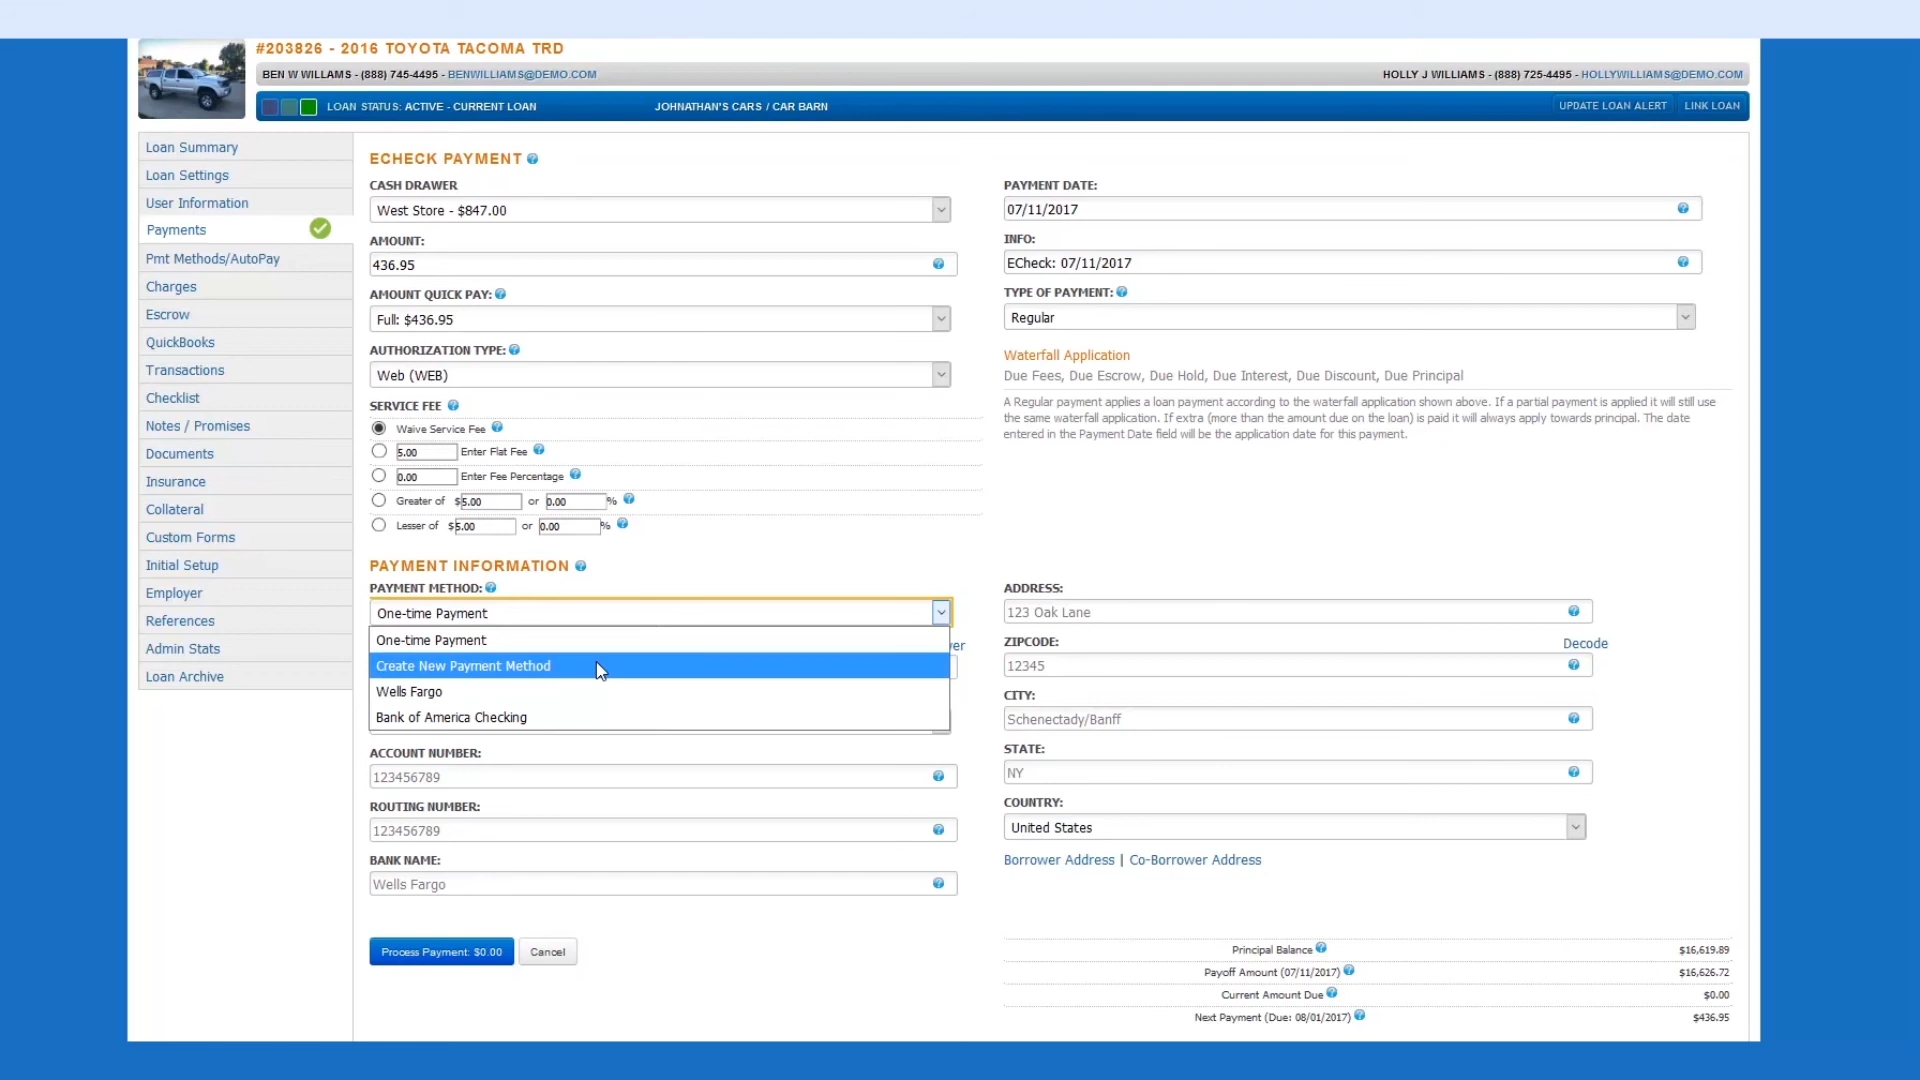 #203826 - 2016 TOYOTA TACOMA TRD
BEN W WILLAMS - (888) 745-4495 - BENWILLIAMS@DEMO.COM
HOLLY J WILLIAMS - (888) 725-4495 - HOLLYWILLIAMS@DEMO.COM
LOAN STATUS: ACTIVE - CURRENT LOAN
JOHNATHAN'S CARS / CAR BARN
UPDATE LOAN ALERT
LINK LOAN
Loan Summary
Loan Settings
User Information
Payments
Pmt Methods/AutoPay
Charges
Escrow
QuickBooks
Transactions
Checklist
Notes / Promises
Documents
Insurance
Collateral
Custom Forms
Initial Setup
Employer
References
Admin Stats
Loan Archive
ECHECK PAYMENT
CASH DRAWER
West Store - $847.00
AMOUNT:
436.95
AMOUNT QUICK PAY:
Full: $436.95
AUTHORIZATION TYPE:
Web (WEB)
SERVICE FEE
Waive Service Fee
5.00 Enter Flat Fee
0.00 Enter Fee Percentage
Greater of $5.00 or 0.00 %
Lesser of $5.00 or 0.00 %
PAYMENT DATE:
07/11/2017
INFO:
ECheck: 07/11/2017
TYPE OF PAYMENT:
Regular
Waterfall Application
Due Fees, Due Escrow, Due Hold, Due Interest, Due Discount, Due Principal
A Regular payment applies a loan payment according to the waterfall application shown above. If a partial payment is applied it will still use
the same waterfall application. If extra (more than the amount due on the loan) is paid it will always apply towards principal. The date
entered in the Payment Date field will be the application date for this payment.
PAYMENT INFORMATION
PAYMENT METHOD:
One-time Payment
One-time Payment
Create New Payment Method
Wells Fargo
Bank of America Checking
ACCOUNT NUMBER:
123456789
ROUTING NUMBER:
123456789
BANK NAME:
Wells Fargo
Process Payment: $0.00
Cancel
ADDRESS:
123 Oak Lane
ZIPCODE:
Decode
12345
CITY:
Schenectady/Banff
STATE:
NY
COUNTRY:
United States
Borrower Address | Co-Borrower Address
Principal Balance $16,619.89
Payoff Amount (07/11/2017) $16,626.72
Current Amount Due $0.00
Next Payment (Due: 08/01/2017) $436.95